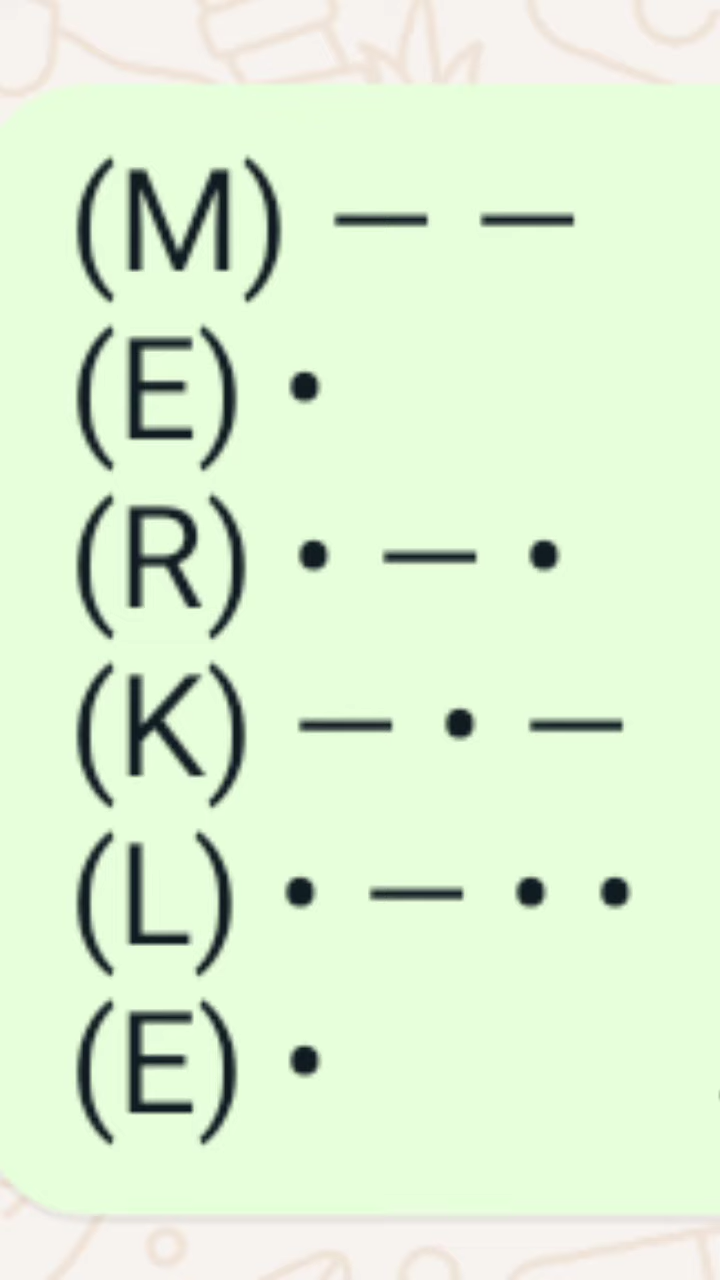 (M) — —
(E) •
(R) • — •
(K) — • —
(L) • — • •
(E) •